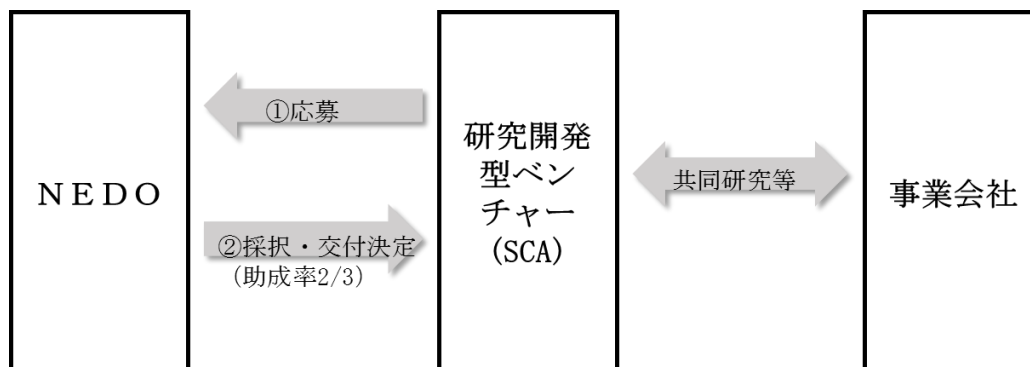 ＮＥＤＯ
①応募
②採択・交付決定
（助成率2/3）
研究開発
型ベン
チャー
(SCA)
共同研究等
事業会社